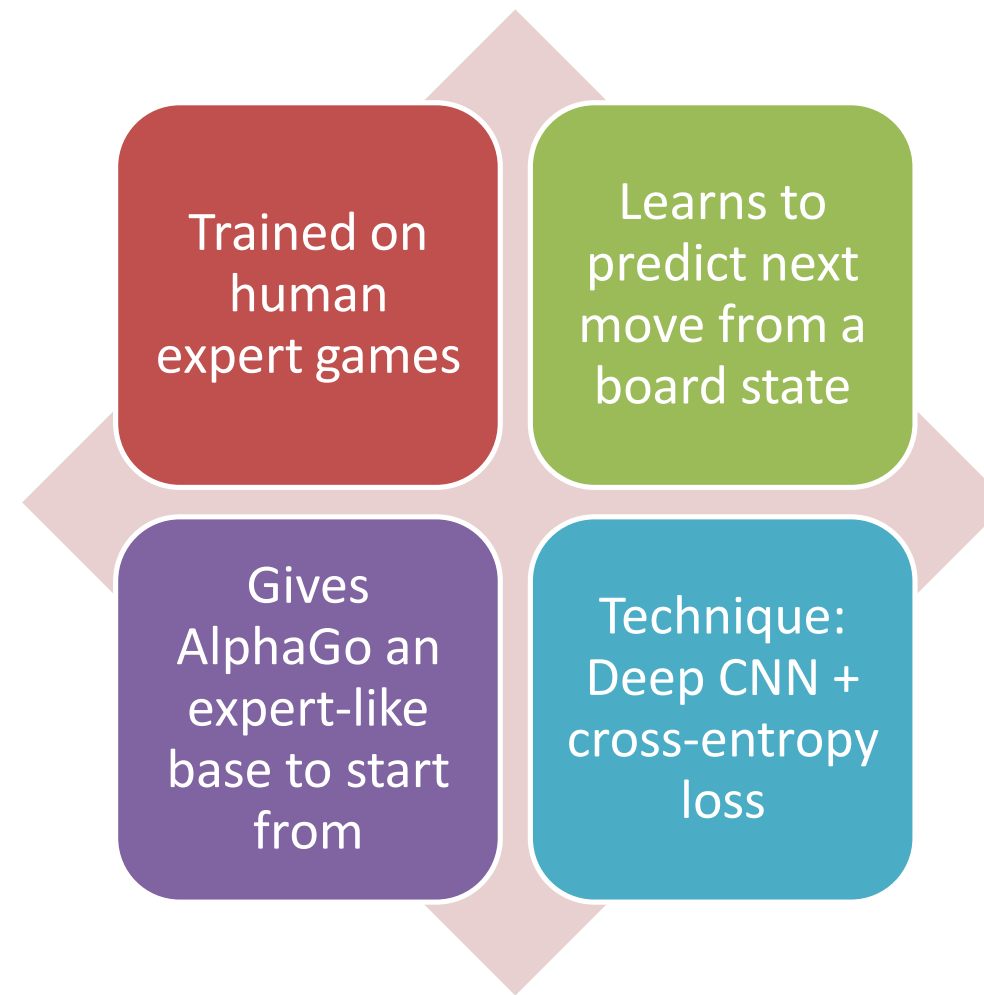 Trained on
human
expert games
Learns to
predict next
move from a
board state
Gives
AlphaGo an
expert-like
base to start
from
Technique:
Deep CNN +
cross-entropy
loss